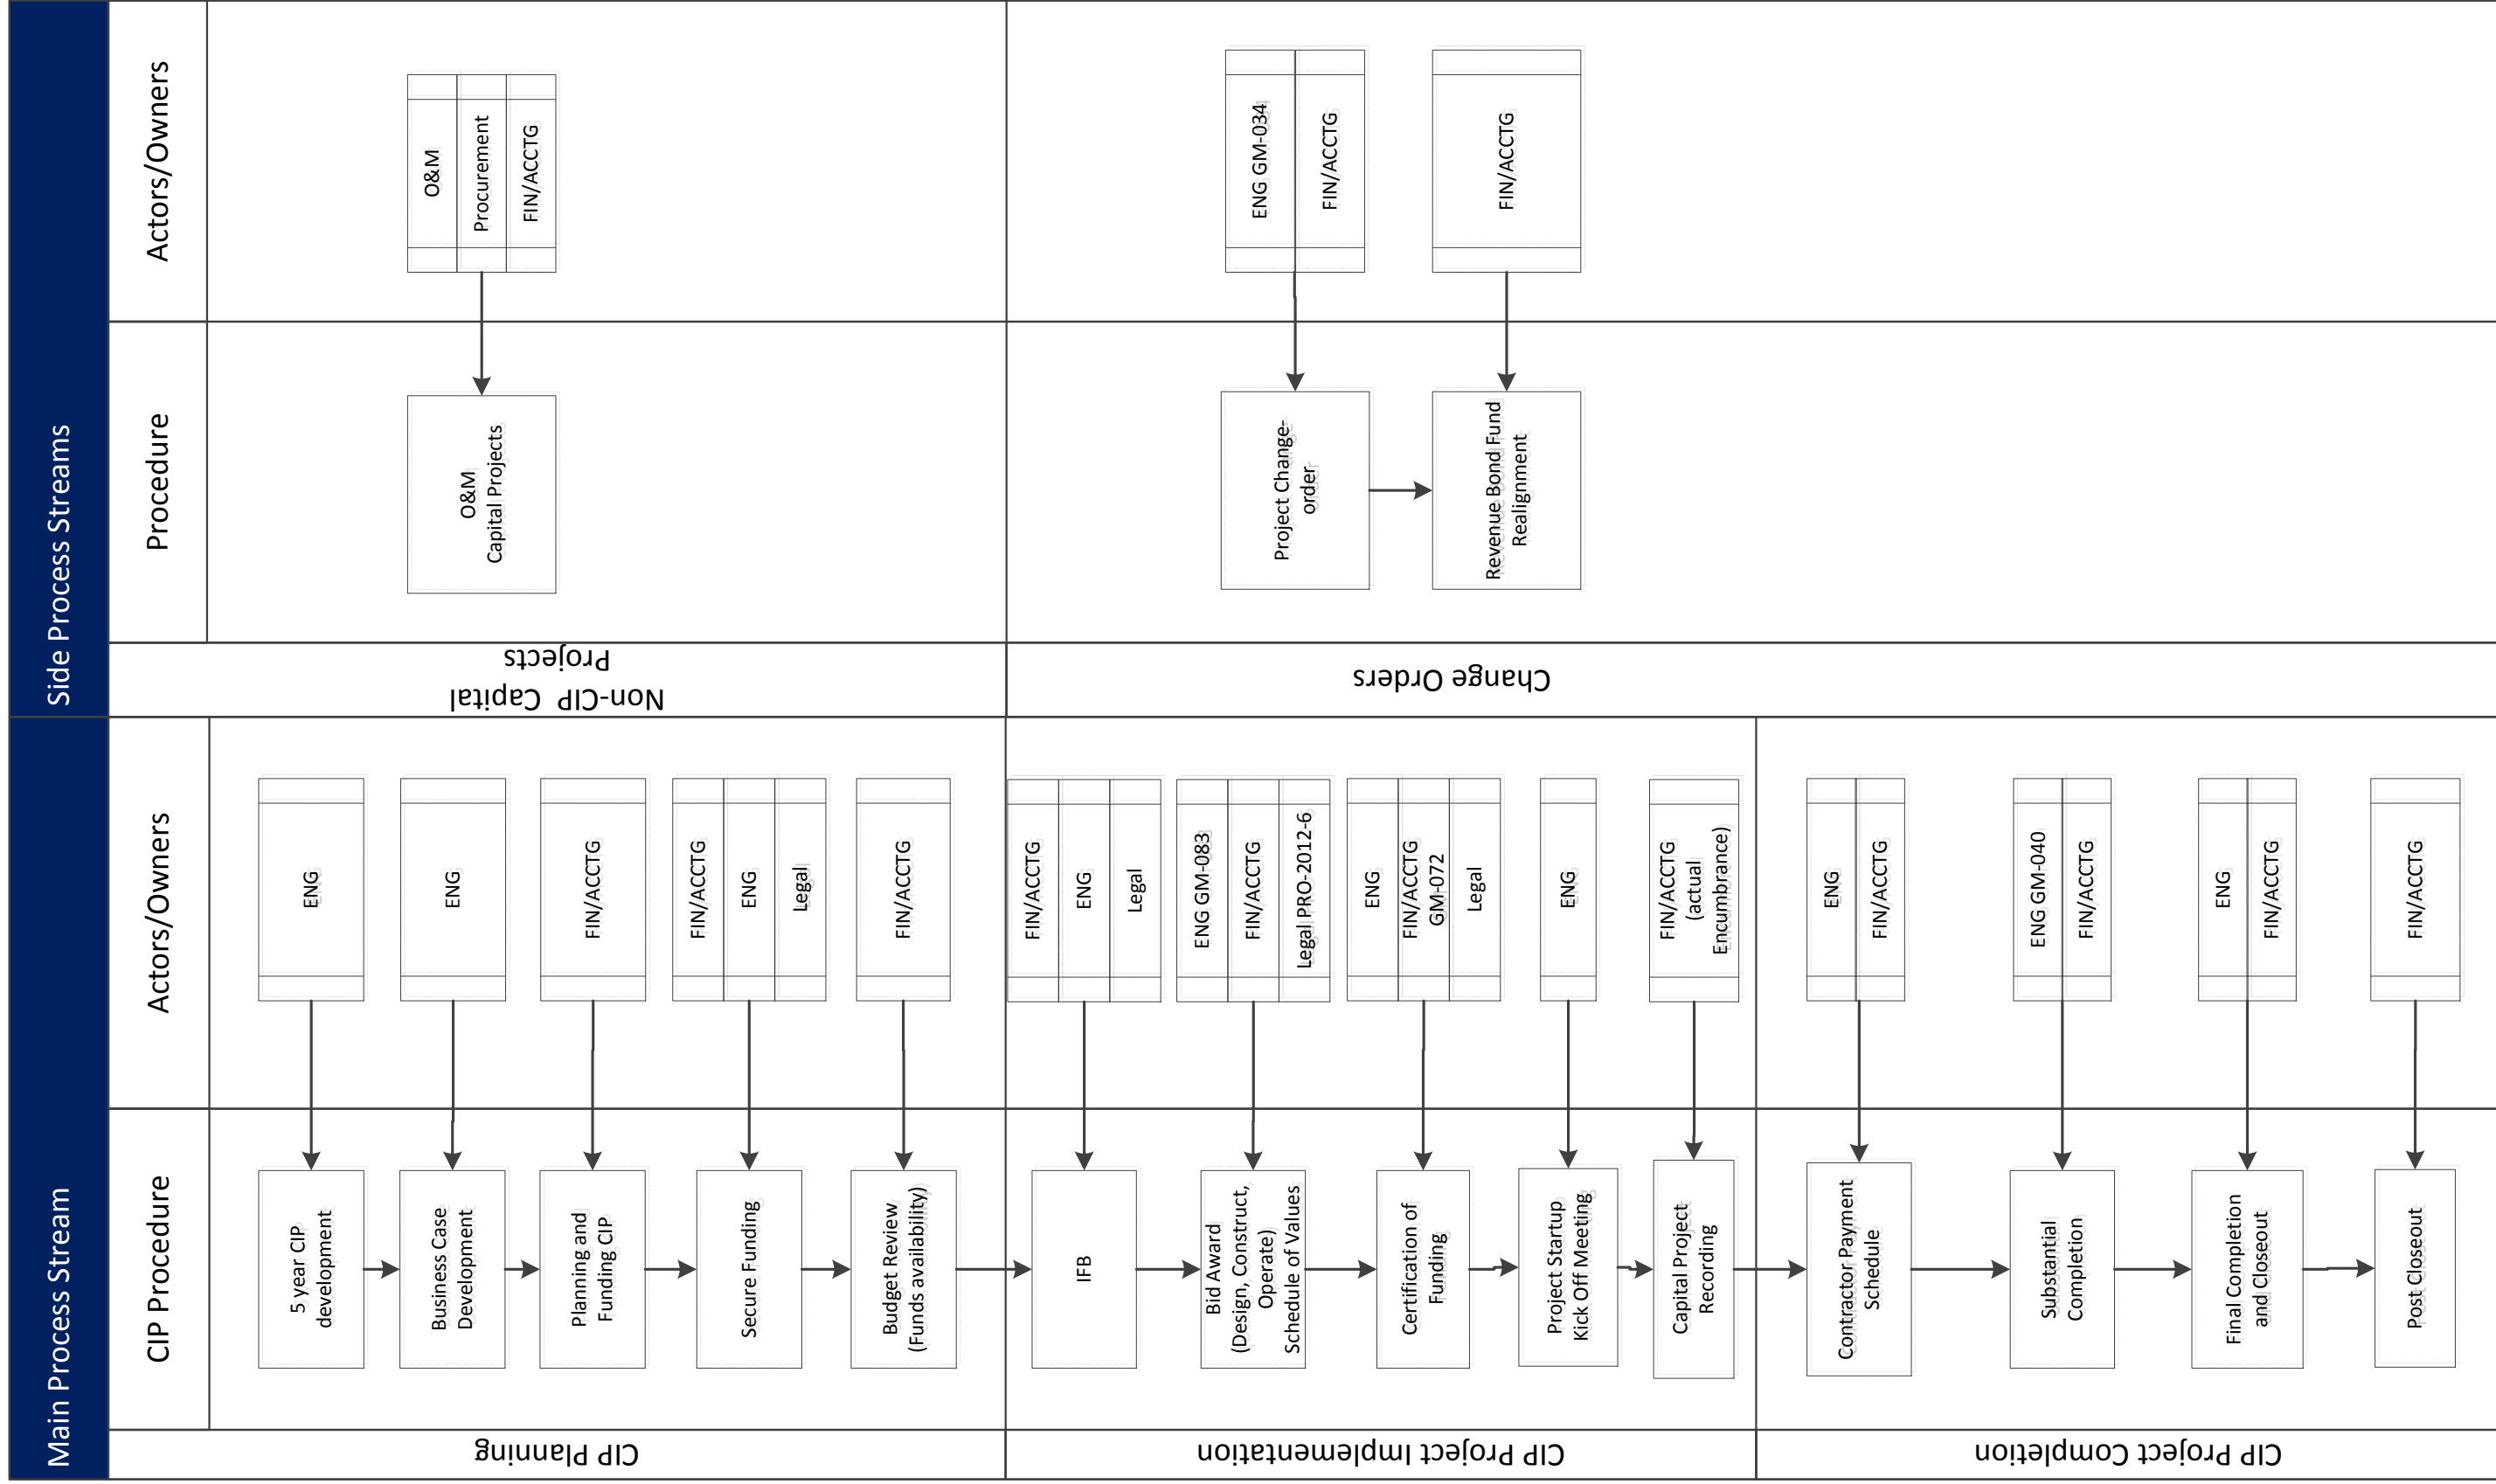 Main Process Stream
Side Process Streams
CIP Procedure
Actors/Owners
Procedure
Actors/Owners
CIP Planning
5 year CIP
development
ENG
Business Case
Development
ENG
Planning and
Funding CIP
FIN/ACCTG
Secure Funding
FIN/ACCTG
ENG
Legal
Budget Review
(Funds availability)
FIN/ACCTG
Non-CIP Capital
Projects
O&M
Capital Projects
O&M
Procurement
FIN/ACCTG
CIP Project Implementation
IFB
FIN/ACCTG
ENG
Legal
Bid Award
(Design, Construct,
Operate)
Schedule of Values
ENG GM-083
FIN/ACCTG
Legal PRO-2012-6
Certification of
Funding
ENG
FIN/ACCTG
GM-072
Legal
Project Startup
Kick Off Meeting
ENG
Capital Project
Recording
FIN/ACCTG
(actual
Encumbrance)
Change Orders
Project Change-
order
ENG GM-034
FIN/ACCTG
Revenue Bond Fund
Realignment
FIN/ACCTG
CIP Project Completion
Contractor Payment
Schedule
ENG
FIN/ACCTG
Substantial
Completion
ENG GM-040
FIN/ACCTG
Final Completion
and Closeout
ENG
FIN/ACCTG
Post Closeout
FIN/ACCTG